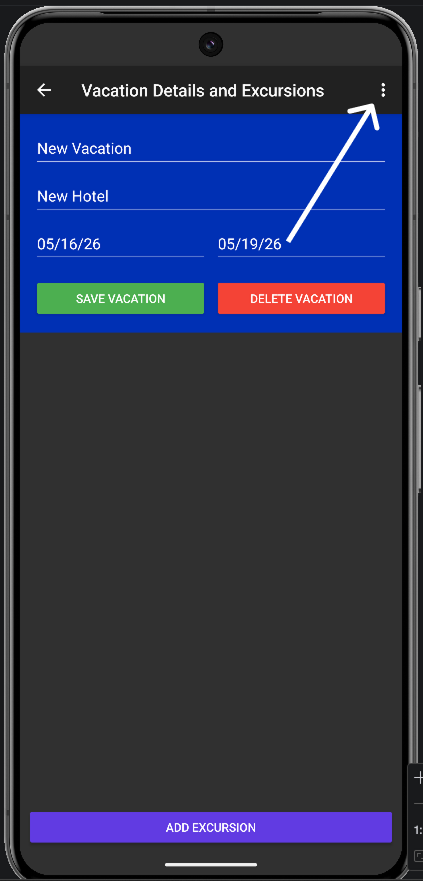 Vacation Details and Excursions
New Vacation
New Hotel
05/16/26 05/19/26
SAVE VACATION DELETE VACATION
ADD EXCURSION
1: